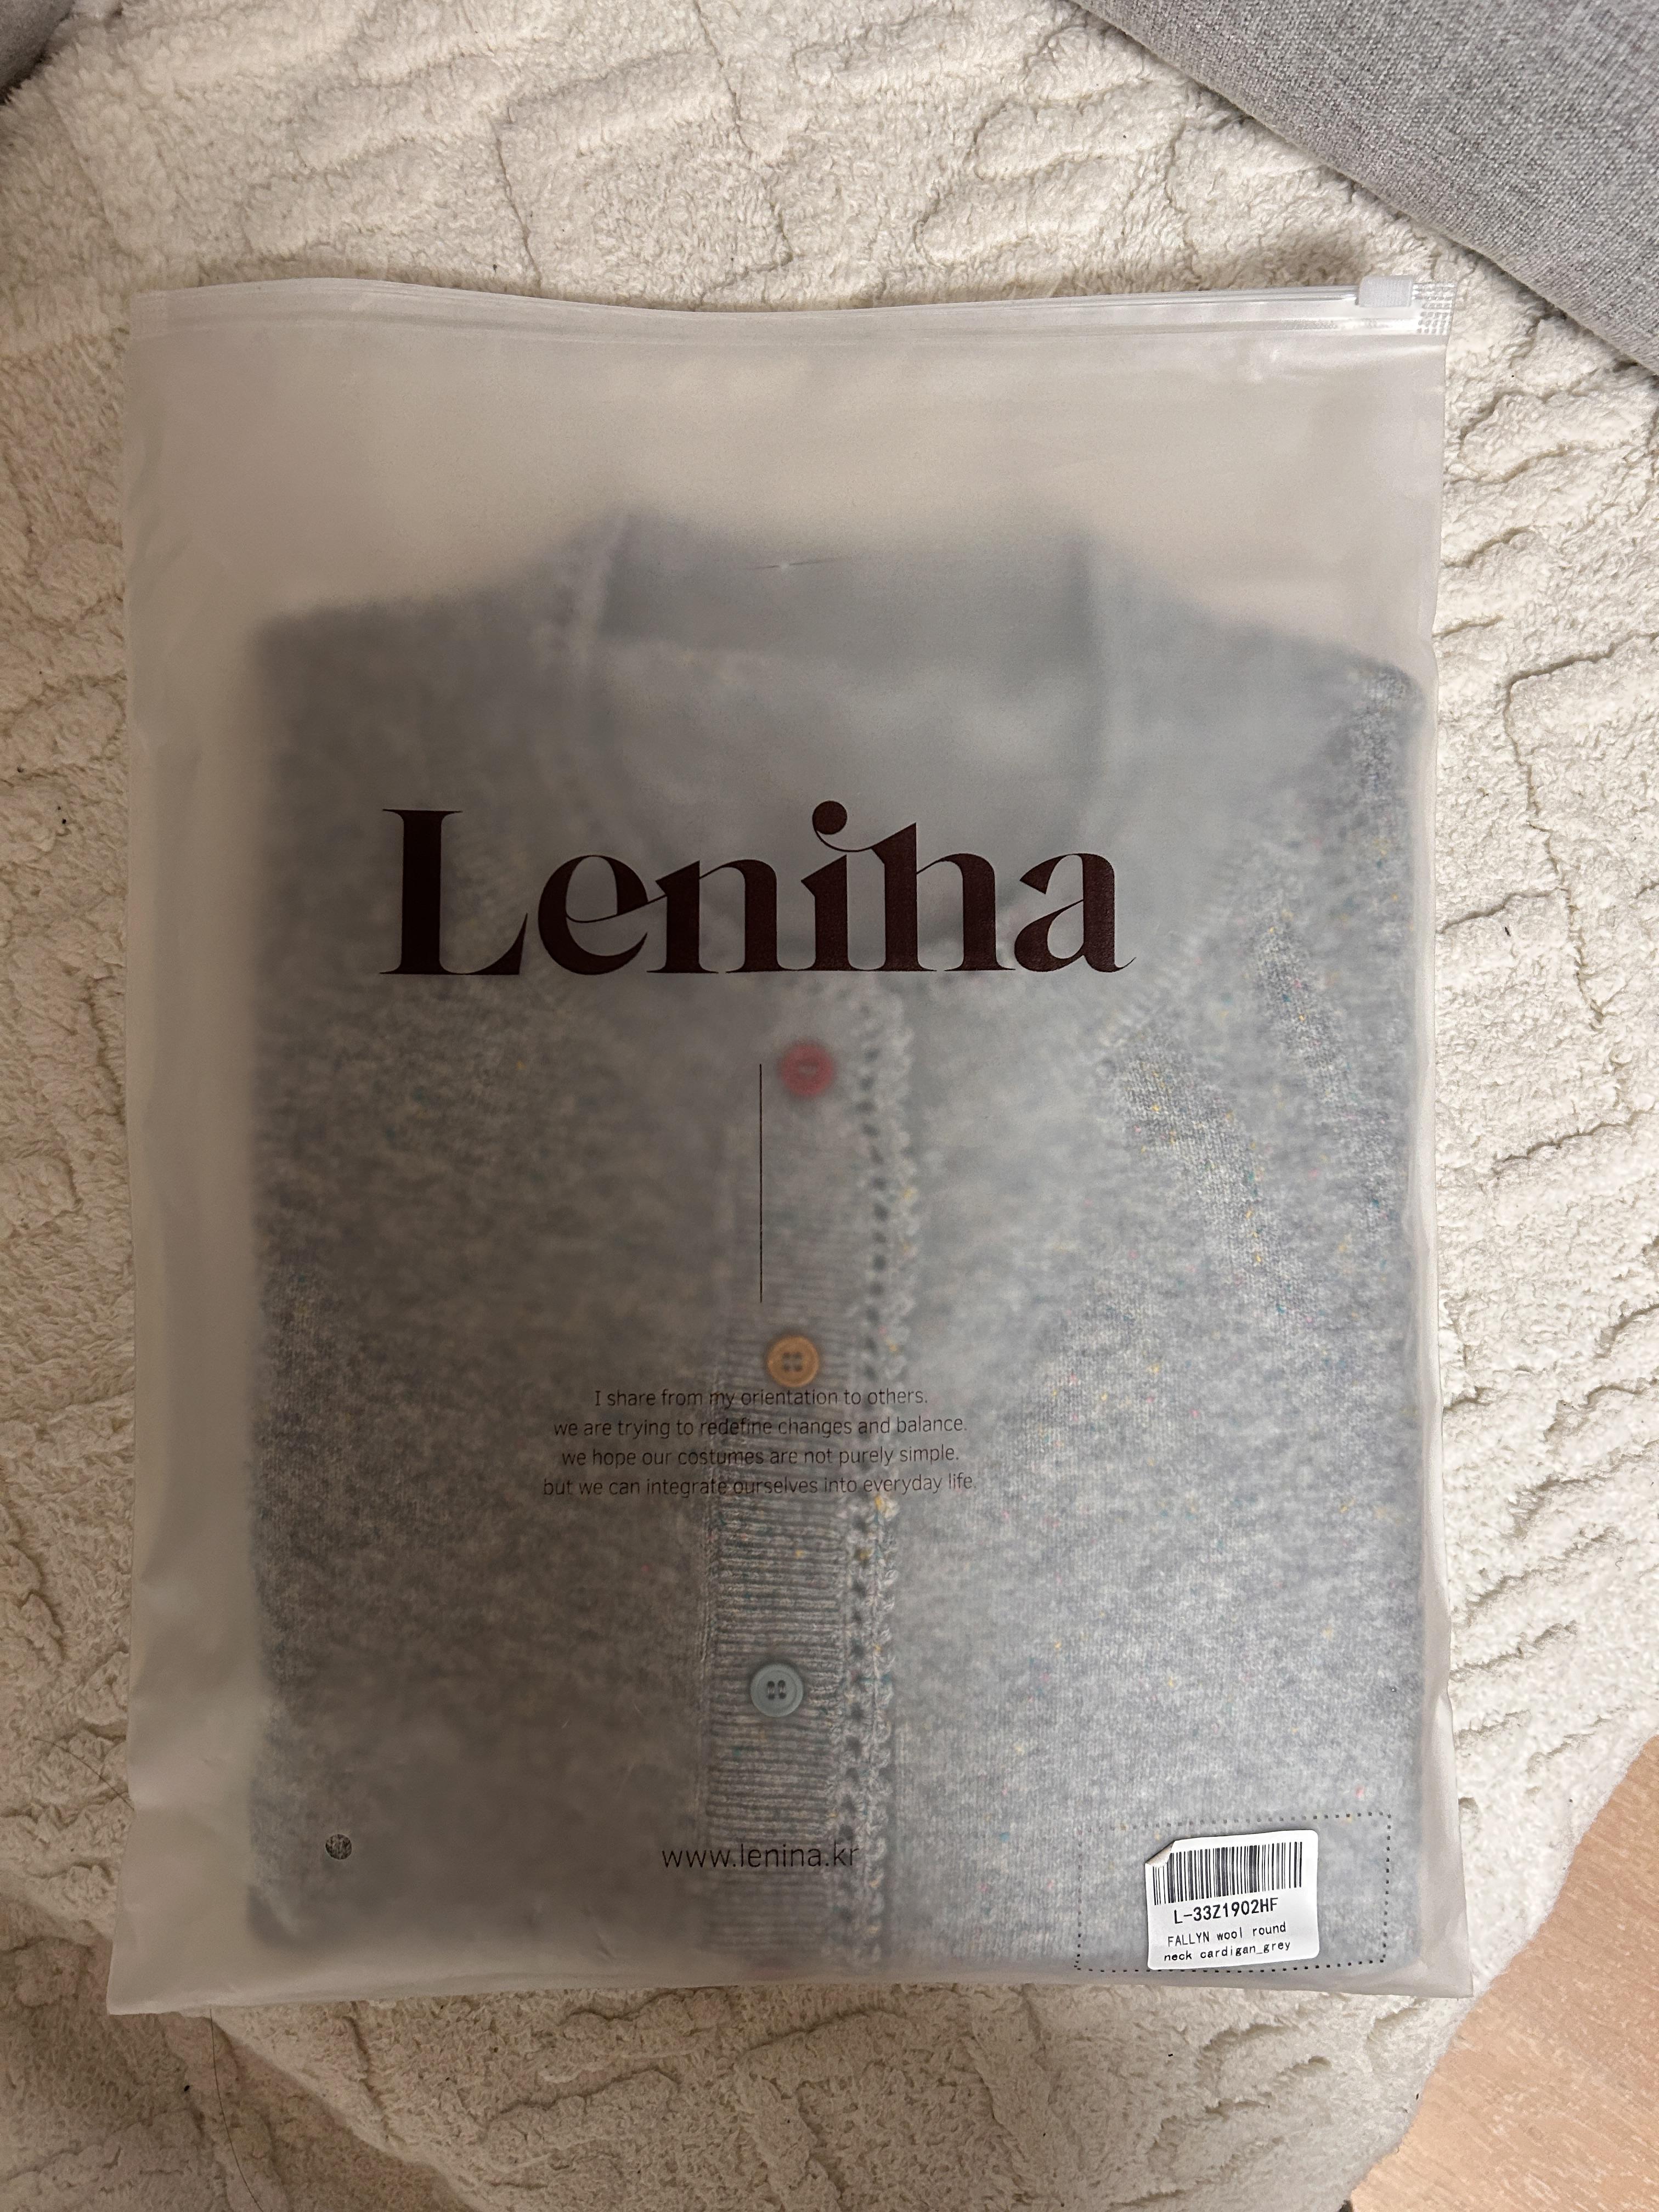 Lenina
I share from my orientation to others.
we are trying to redefine changes and balance.
we hope our costumes are not purely simple.
but we can integrate ourselves into everyday life.
www.lenina.kr
L-33Z1902HF
FALLYN wool round
neck cardigan_grey